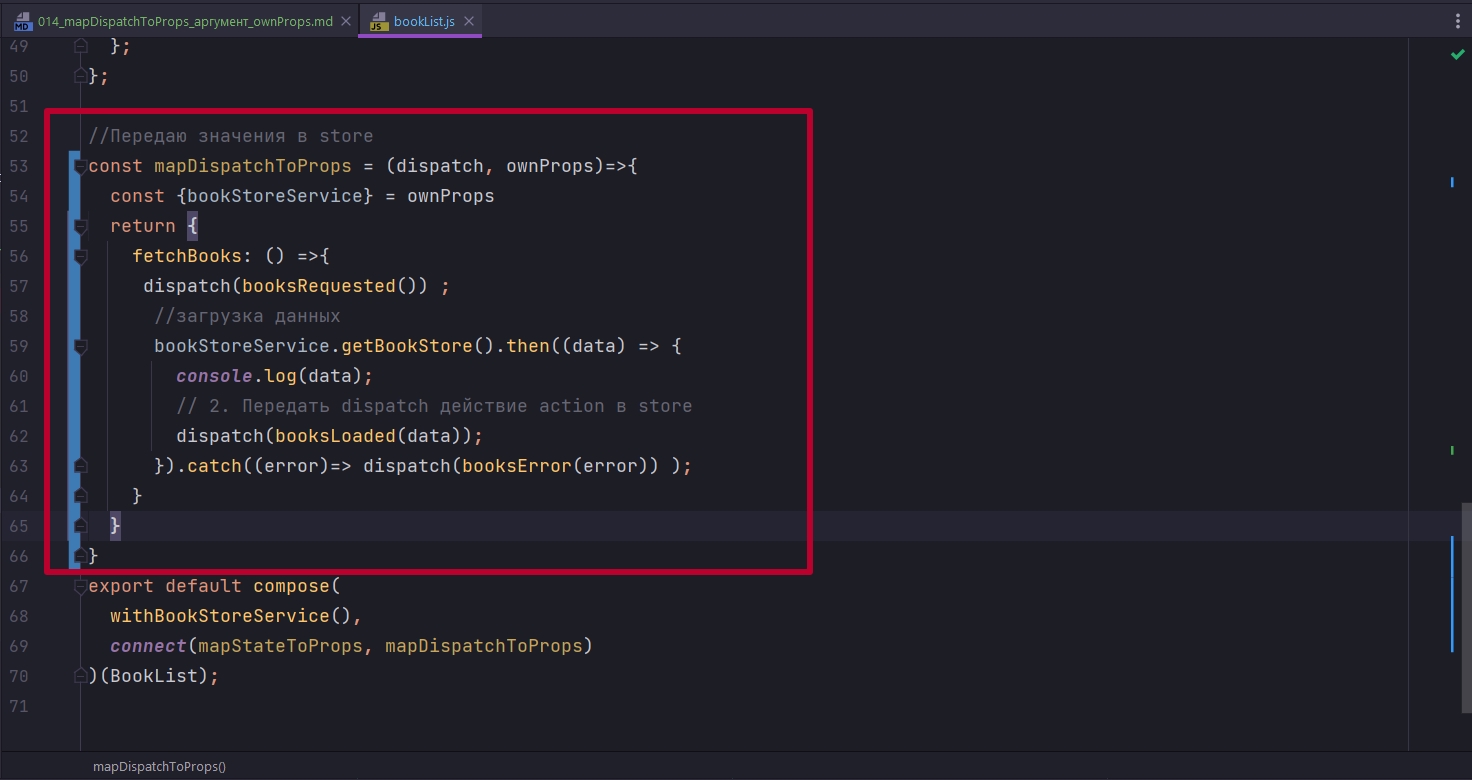 014_mapDispatchToProps_аргумент_ownProps.md
bookList.js
49 };
50 };
51
52 //Передаю значения в store
53 const mapDispatchToProps = (dispatch, ownProps)=>{
54 const {bookStoreService} = ownProps
55 return {
56 fetchBooks: () =>{
57 dispatch(booksRequested()) ;
58 //загрузка данных
59 bookStoreService.getBookStore().then((data) => {
60 console.log(data);
61 // 2. Передать dispatch действие action в store
62 dispatch(booksLoaded(data));
63 }).catch((error)=> dispatch(booksError(error)) );
64 }
65 }
66 }
67 export default compose(
68 withBookStoreService(),
69 connect(mapStateToProps, mapDispatchToProps)
70 )(BookList);
71
mapDispatchToProps()